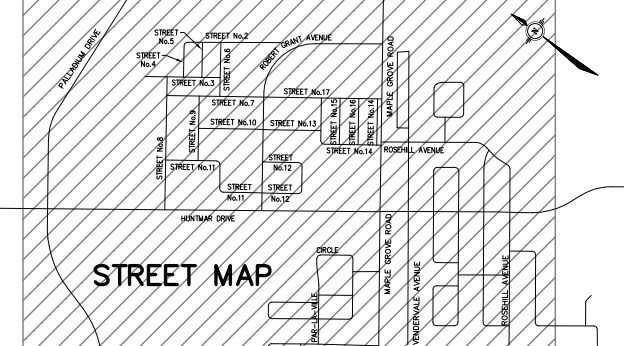 STREET
No.5
STREET No.2
STREET
No.4
STREET No.6
ROBERT GRANT AVENUE
PALLADIUM DRIVE
MAPLE GROVE ROAD
N
STREET No.3
STREET No.17
STREET No.7
STREET No.9
STREET No.10
STREET No.13
STREET No.15
STREET No.16
STREET No.14
STREET No.14
ROSEHILL AVENUE
STREET No.8
STREET No.11
STREET
No.12
STREET
No.11
STREET
No.12
HUNTMAR DRIVE
MAPLE GROVE ROAD
CIRCLE
STREET MAP
PAR-LA-VILLE
VENDERVALE AVENUE
ROSEHILL AVENUE